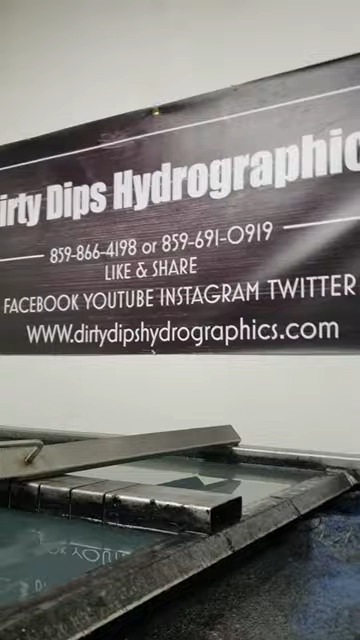 irty Dips Hydrographic
859-866-4198 or 859-691-0919
LIKE & SHARE
FACEBOOK YOUTUBE INSTAGRAM TWITTER
WWW.dirtydipshydrographics.com